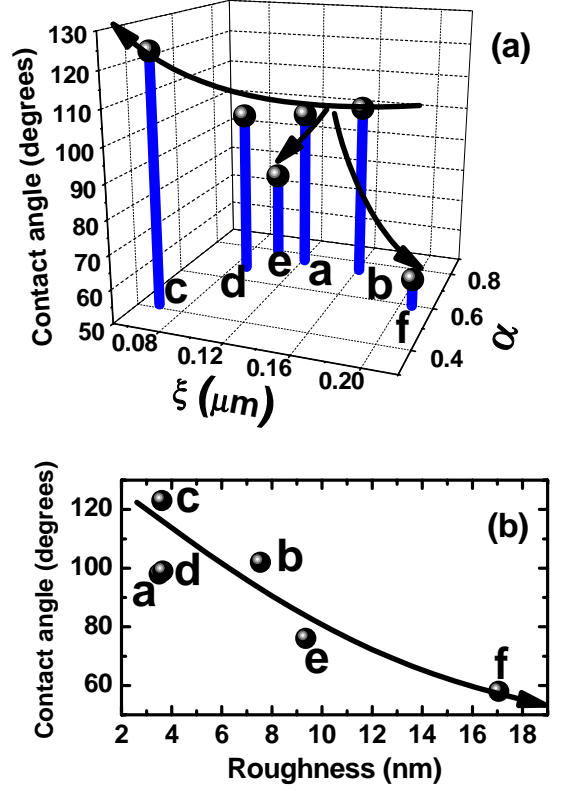 (a)
130
120
110
100
90
80
70
60
50
Contact angle (degrees)
c
d
e
a
b
f
0.08
0.12
0.16
0.20
ξ (μm)
0.4
0.6
0.8
α
(b)
120
100
80
60
Contact angle (degrees)
c
a
d
b
e
f
2 4 6 8 10 12 14 16 18
Roughness (nm)